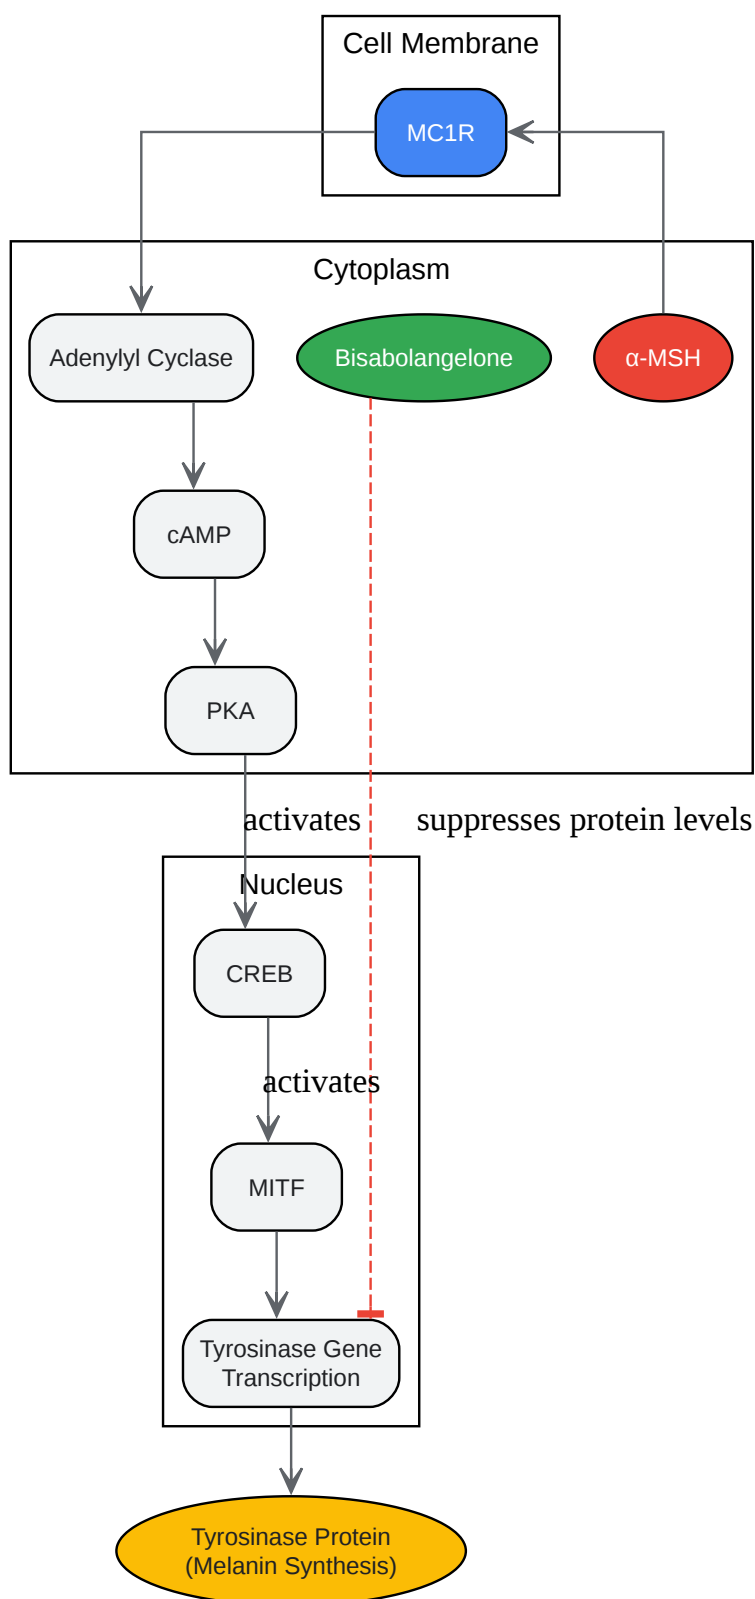 Cell Membrane
MC1R
Cytoplasm
Adenylyl Cyclase
Bisabolangelone
α-MSH
cAMP
PKA
activates
suppresses protein levels
Nucleus
CREB
activates
MITF
Tyrosinase Gene
Transcription
Tyrosinase Protein
(Melanin Synthesis)